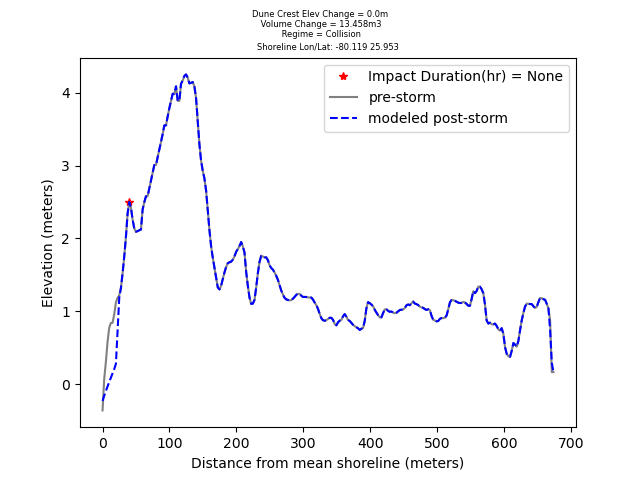 Dune Crest Elev Change = 0.0m
Volume Change = 13.458m3
Regime = Collision
Shoreline Lon/Lat: -80.119 25.953
Impact Duration(hr) = None
pre-storm
modeled post-storm
Elevation (meters)
4
3
2
1
0
0 100 200 300 400 500 600 700
Distance from mean shoreline (meters)